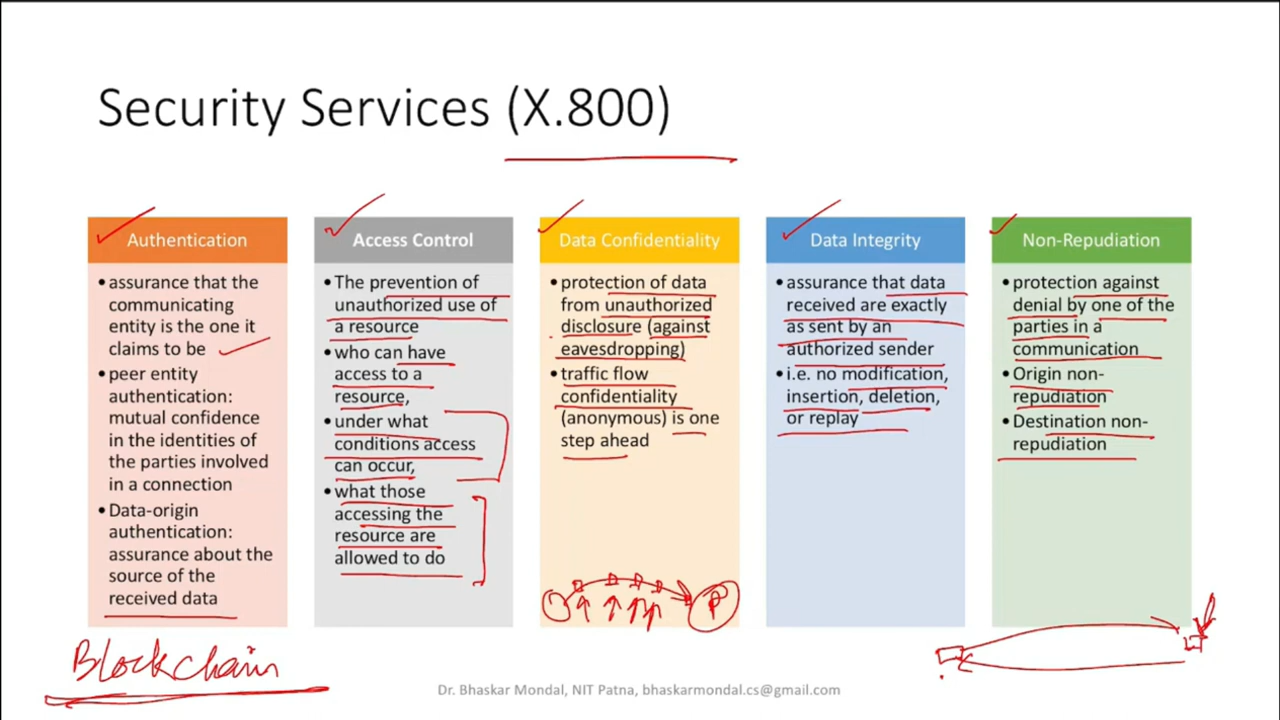 Security Services (X.800)
Authentication
• assurance that the
communicating
entity is the one it
claims to be
• peer entity
authentication:
mutual confidence
in the identities of
the parties involved
in a connection
• Data-origin
authentication:
assurance about the
source of the
received data
Access Control
• The prevention of
unauthorized use of
a resource
• who can have
access to a
resource,
• under what
conditions access
can occur,
• what those
accessing the
resource are
allowed to do
Data Confidentiality
• protection of data
from unauthorized
disclosure (against
eavesdropping)
• traffic flow
confidentiality
(anonymous) is one
step ahead
Data Integrity
• assurance that data
received are exactly
as sent by an
authorized sender
• i.e. no modification,
insertion, deletion,
or replay
Non-Repudiation
• protection against
denial by one of the
parties in a
communication
• Origin non-
repudiation
• Destination non-
repudiation
Blockchain
Dr. Bhaskar Mondal, NIT Patna, bhaskarmondal.cs@gmail.com